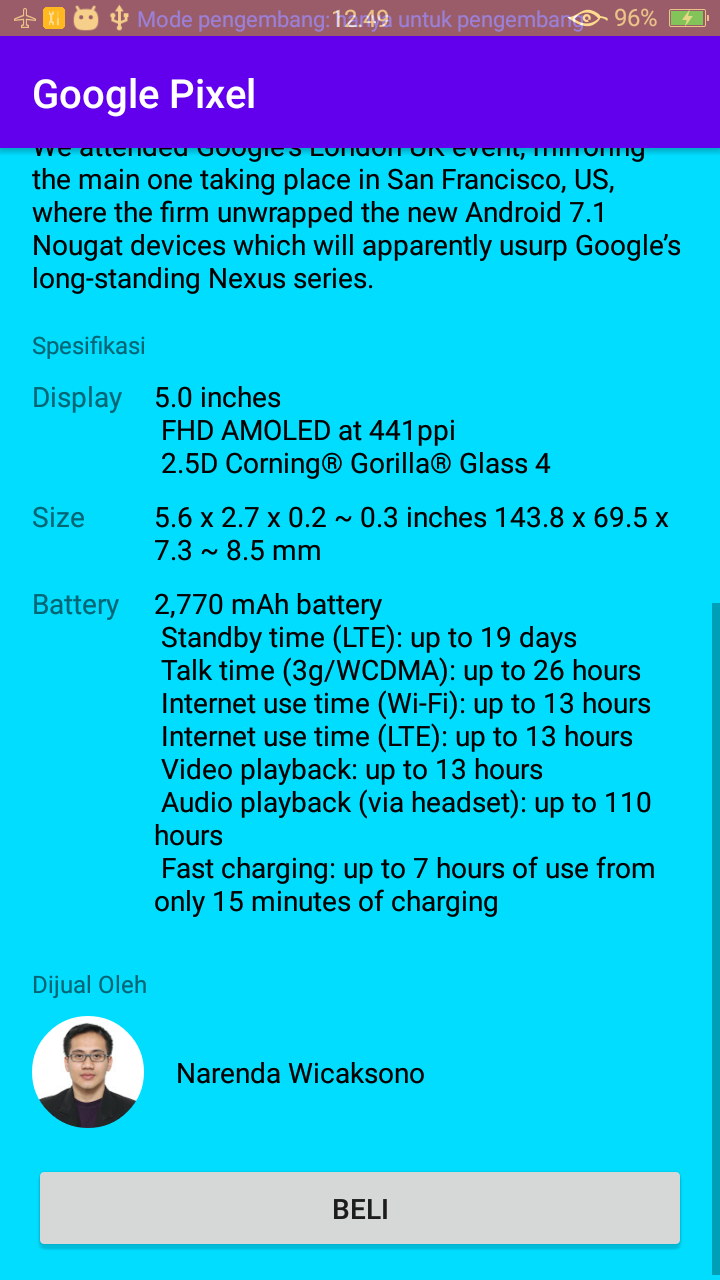 Mode pengembang: hanya untuk pengembang 12.49 96%
Google Pixel
We attended Google's London UK event, mirroring
the main one taking place in San Francisco, US,
where the firm unwrapped the new Android 7.1
Nougat devices which will apparently usurp Google’s
long-standing Nexus series.
Spesifikasi
Display 5.0 inches
FHD AMOLED at 441ppi
2.5D Corning® Gorilla® Glass 4
Size 5.6 x 2.7 x 0.2 ~ 0.3 inches 143.8 x 69.5 x
7.3 ~ 8.5 mm
Battery 2,770 mAh battery
Standby time (LTE): up to 19 days
Talk time (3g/WCDMA): up to 26 hours
Internet use time (Wi-Fi): up to 13 hours
Internet use time (LTE): up to 13 hours
Video playback: up to 13 hours
Audio playback (via headset): up to 110
hours
Fast charging: up to 7 hours of use from
only 15 minutes of charging
Dijual Oleh
Narenda Wicaksono
BELI